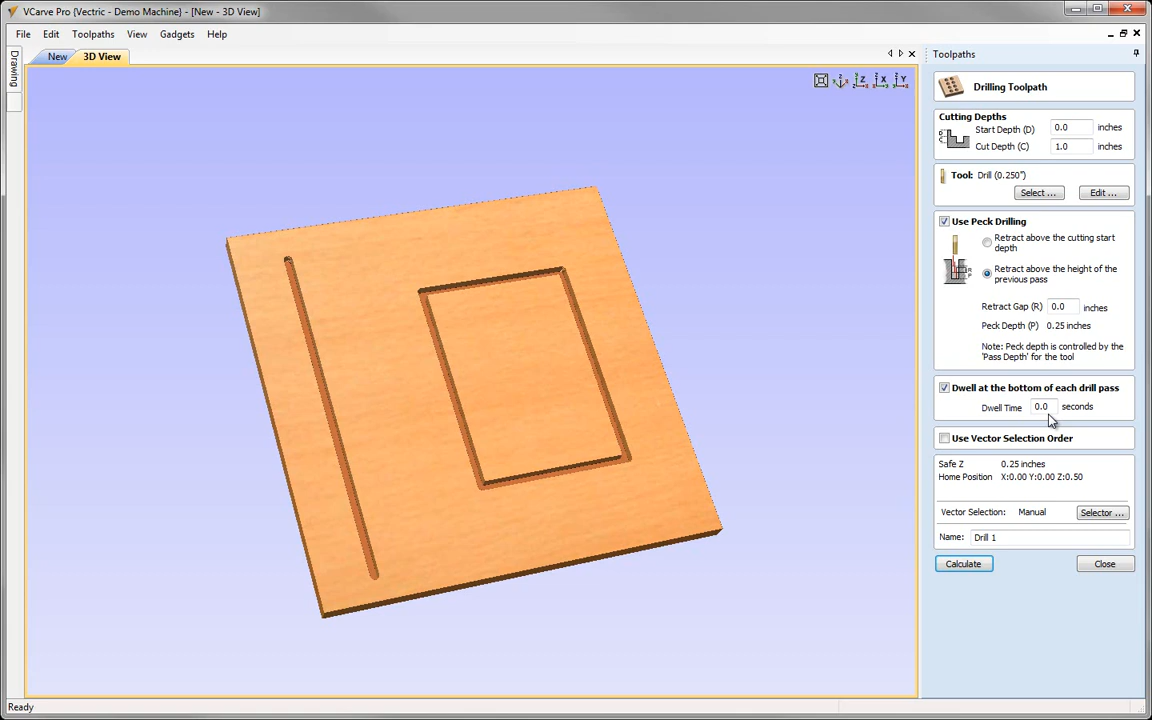 VCarve Pro {Vectric - Demo Machine} - [New - 3D View]
File Edit Toolpaths View Gadgets Help
Drawing
New 3D View
Toolpaths
Drilling Toolpath
Cutting Depths
Start Depth (D) 0.0 inches
Cut Depth (C) 1.0 inches
Tool: Drill (0.250")
Select ... Edit ...
Use Peck Drilling
Retract above the cutting start
depth
Retract above the height of the
previous pass
Retract Gap (R) 0.0 inches
Peck Depth (P) 0.25 inches
Note: Peck depth is controlled by the
'Pass Depth' for the tool
Dwell at the bottom of each drill pass
Dwell Time 0.0 seconds
Use Vector Selection Order
Safe Z 0.25 inches
Home Position X:0.00 Y:0.00 Z:0.50
Vector Selection: Manual Selector ...
Name: Drill 1
Calculate Close
Ready